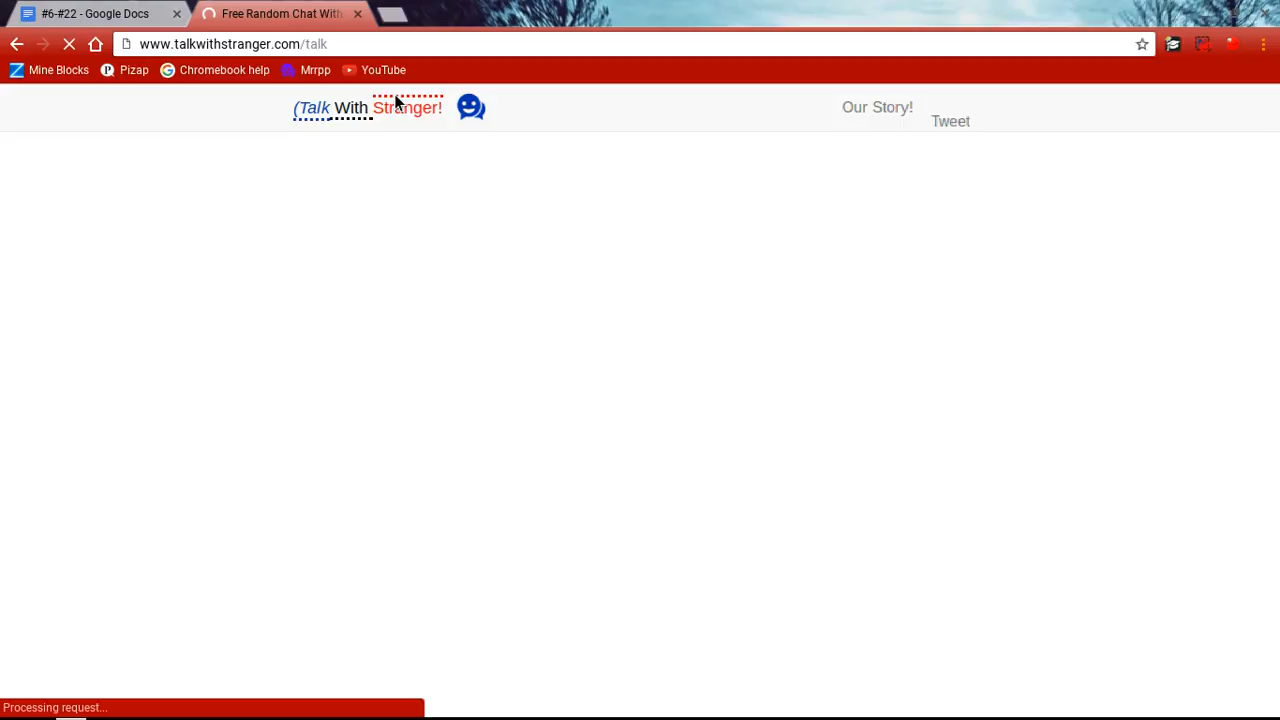 #6-#22 - Google Docs
Free Random Chat With
www.talkwithstranger.com/talk
Mine Blocks
Pizap
Chromebook help
Mrrpp
YouTube
(Talk With Stranger!
Our Story!
Tweet
Processing request...